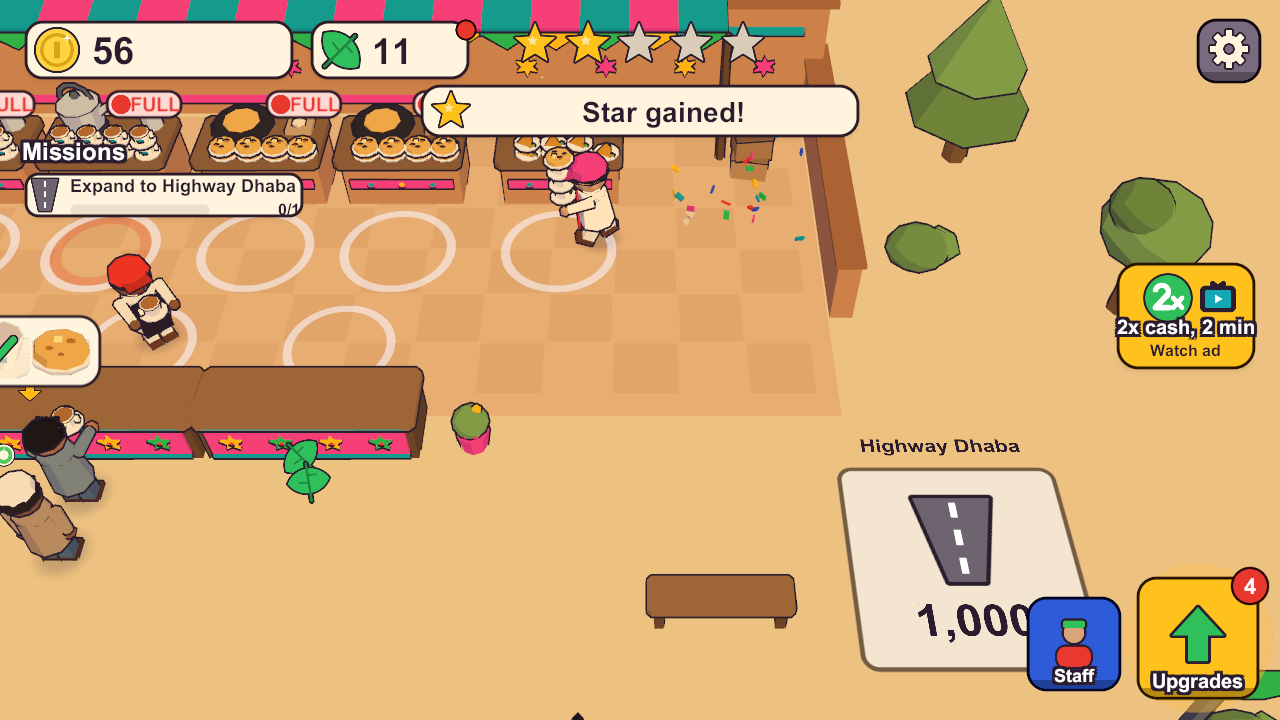 56
11
Star gained!
FULL
FULL
Missions
Expand to Highway Dhaba
0/1
2x
2x cash, 2 min
Watch ad
Highway Dhaba
1,000
4
Staff
Upgrades